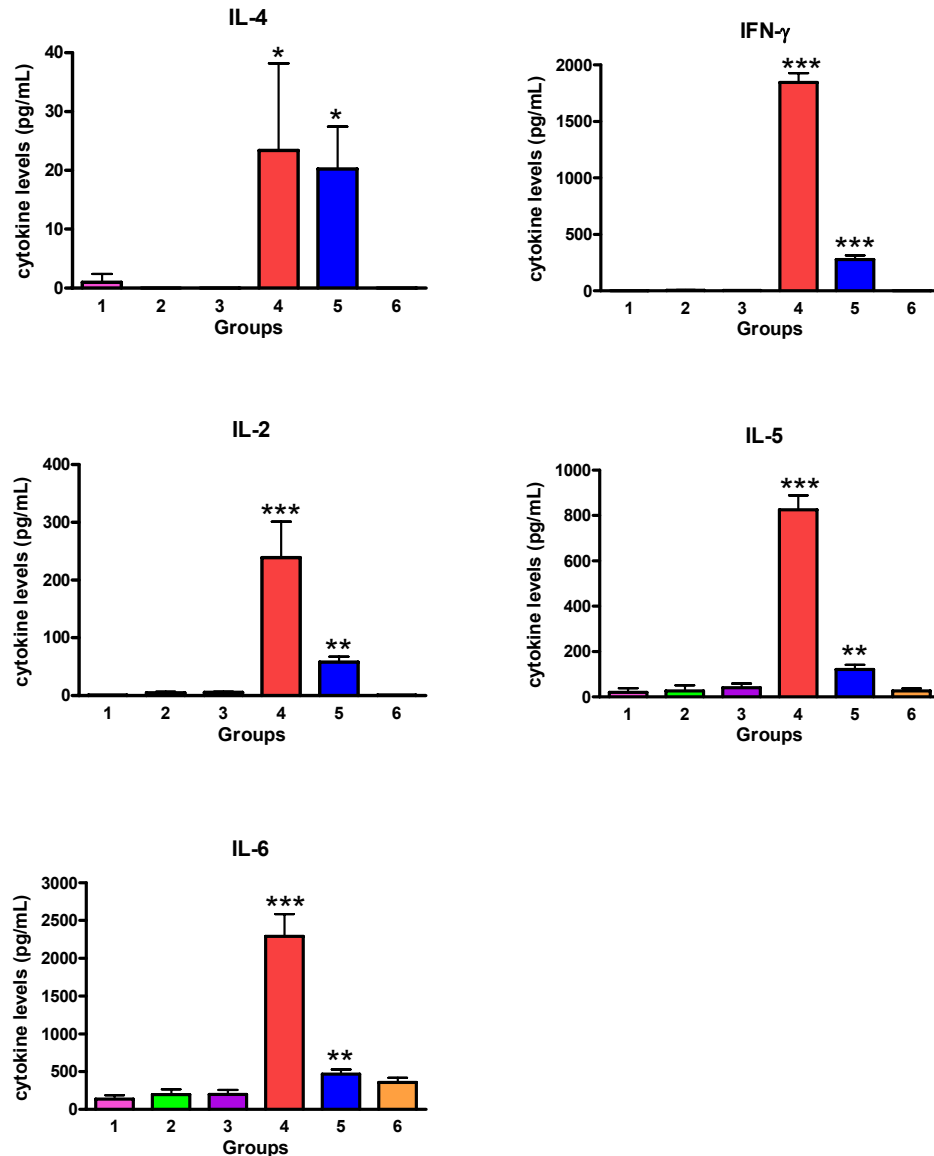 IL-4
cytokine levels (pg/mL)
40
30
20
10
0
*
*
1 2 3 4 5 6
Groups
IFN-γ
cytokine levels (pg/mL)
2000
1500
1000
500
0
***
***
1 2 3 4 5 6
Groups
IL-2
cytokine levels (pg/mL)
400
300
200
100
0
***
**
1 2 3 4 5 6
Groups
IL-5
cytokine levels (pg/mL)
1000
800
600
400
200
0
***
**
1 2 3 4 5 6
Groups
IL-6
cytokine levels (pg/mL)
3000
2500
2000
1500
1000
500
0
***
**
1 2 3 4 5 6
Groups